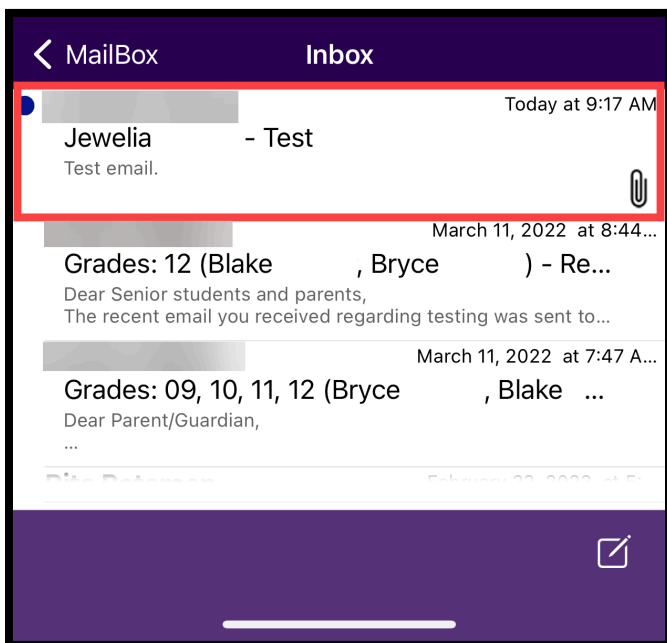 MailBox
Inbox
Today at 9:17 AM
Jewelia - Test
Test email.
March 11, 2022 at 8:44...
Grades: 12 (Blake , Bryce ) - Re...
Dear Senior students and parents,
The recent email you received regarding testing was sent to...
March 11, 2022 at 7:47 A...
Grades: 09, 10, 11, 12 (Bryce , Blake ...
Dear Parent/Guardian,
...